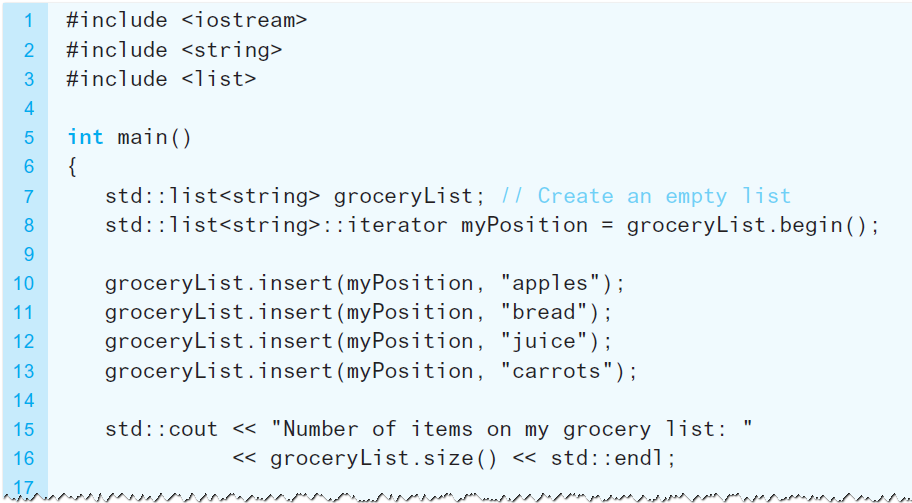 1 #include <iostream>
2 #include <string>
3 #include <list>
4
5 int main()
6 {
7 std::list<string> groceryList; // Create an empty list
8 std::list<string>::iterator myPosition = groceryList.begin();
9
10 groceryList.insert(myPosition, "apples");
11 groceryList.insert(myPosition, "bread");
12 groceryList.insert(myPosition, "juice");
13 groceryList.insert(myPosition, "carrots");
14
15 std::cout << "Number of items on my grocery list: "
16 << groceryList.size() << std::endl;
17